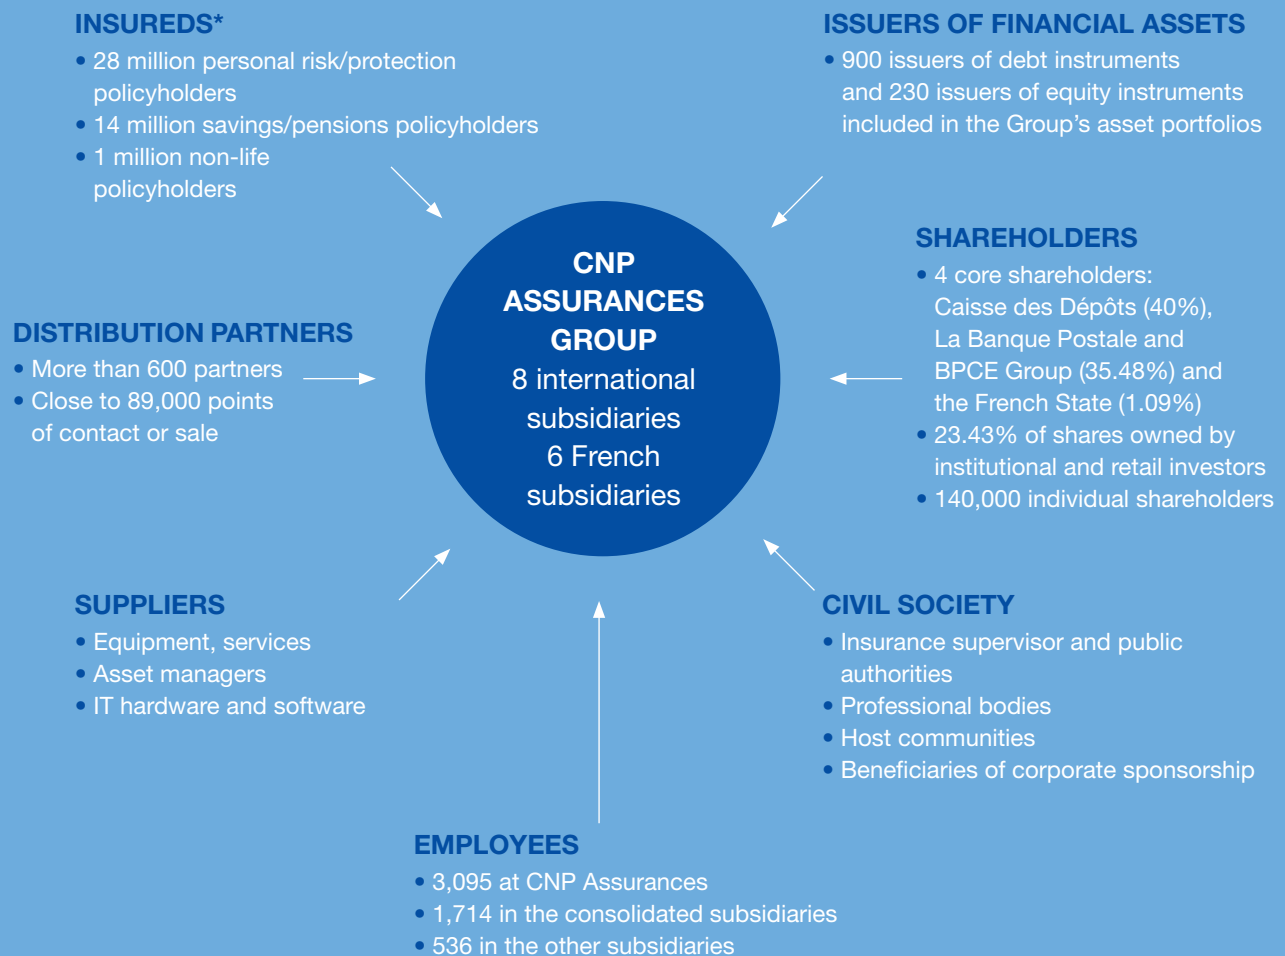 INSUREDS*
• 28 million personal risk/protection
policyholders
• 14 million savings/pensions policyholders
• 1 million non-life
policyholders
ISSUERS OF FINANCIAL ASSETS
• 900 issuers of debt instruments
and 230 issuers of equity instruments
included in the Group's asset portfolios
DISTRIBUTION PARTNERS
• More than 600 partners
• Close to 89,000 points
of contact or sale
CNP
ASSURANCES
GROUP
8 international
subsidiaries
6 French
subsidiaries
SHAREHOLDERS
• 4 core shareholders:
Caisse des Dépôts (40%),
La Banque Postale and
BPCE Group (35.48%) and
the French State (1.09%)
• 23.43% of shares owned by
institutional and retail investors
• 140,000 individual shareholders
SUPPLIERS
• Equipment, services
• Asset managers
• IT hardware and software
CIVIL SOCIETY
• Insurance supervisor and public
authorities
• Professional bodies
• Host communities
• Beneficiaries of corporate sponsorship
EMPLOYEES
• 3,095 at CNP Assurances
• 1,714 in the consolidated subsidiaries
• 536 in the other subsidiaries